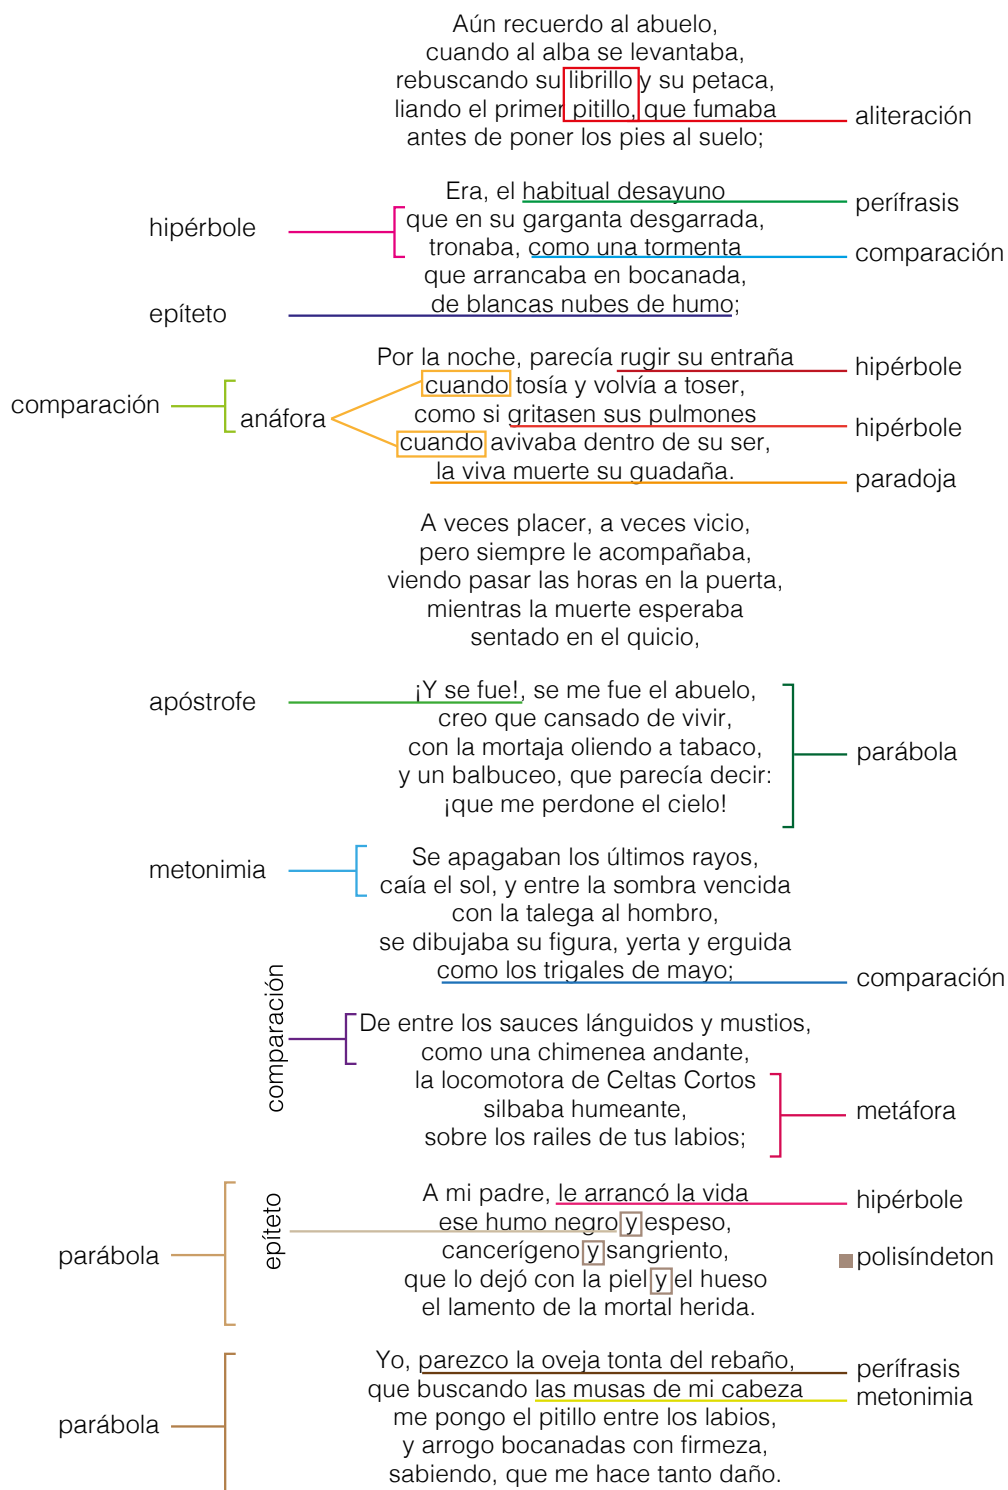 Aún recuerdo al abuelo,
cuando al alba se levantaba,
rebuscando su librillo y su petaca,
liando el primer pitillo, que fumaba
aliteración
antes de poner los pies al suelo;
Era, el habitual desayuno
perífrasis
hipérbole
que en su garganta desgarrada,
tronaba, como una tormenta
comparación
que arrancaba en bocanada,
epíteto
de blancas nubes de humo;
Por la noche, parecía rugir su entraña
hipérbole
cuando tosía y volvía a toser,
comparación
anáfora
como si gritasen sus pulmones
hipérbole
cuando avivaba dentro de su ser,
la viva muerte su guadaña.
paradoja
A veces placer, a veces vicio,
pero siempre le acompañaba,
viendo pasar las horas en la puerta,
mientras la muerte esperaba
sentado en el quicio,
apóstrofe
¡Y se fue!, se me fue el abuelo,
creo que cansado de vivir,
con la mortaja oliendo a tabaco,
parábola
y un balbuceo, que parecía decir:
¡que me perdone el cielo!
metonimia
Se apagaban los últimos rayos,
caía el sol, y entre la sombra vencida
con la talega al hombro,
se dibujaba su figura, yerta y erguida
como los trigales de mayo;
comparación
comparación
De entre los sauces lánguidos y mustios,
como una chimenea andante,
la locomotora de Celtas Cortos
silbaba humeante,
metáfora
sobre los railes de tus labios;
A mi padre, le arrancó la vida
hipérbole
epíteto
ese humo negro y espeso,
parábola
cancerígeno y sangriento,
polisíndeton
que lo dejó con la piel y el hueso
el lamento de la mortal herida.
Yo, parezco la oveja tonta del rebaño,
perífrasis
que buscando las musas de mi cabeza
metonimia
parábola
me pongo el pitillo entre los labios,
y arrogo bocanadas con firmeza,
sabiendo, que me hace tanto daño.